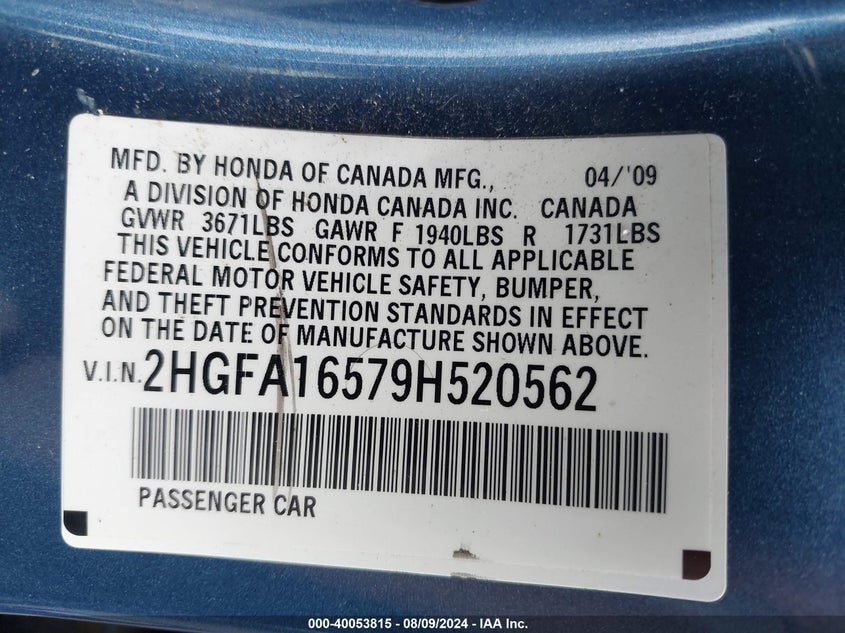 MFD. BY HONDA OF CANADA MFG., 04/'09
A DIVISION OF HONDA CANADA INC. CANADA
GVWR 3671LBS GAWR F 1940LBS R 1731LBS
THIS VEHICLE CONFORMS TO ALL APPLICABLE
FEDERAL MOTOR VEHICLE SAFETY, BUMPER,
AND THEFT PREVENTION STANDARDS IN EFFECT
ON THE DATE OF MANUFACTURE SHOWN ABOVE.
V.I.N. 2HGFA16579H520562
PASSENGER CAR
000-40053815 - 08/09/2024 - IAA Inc.